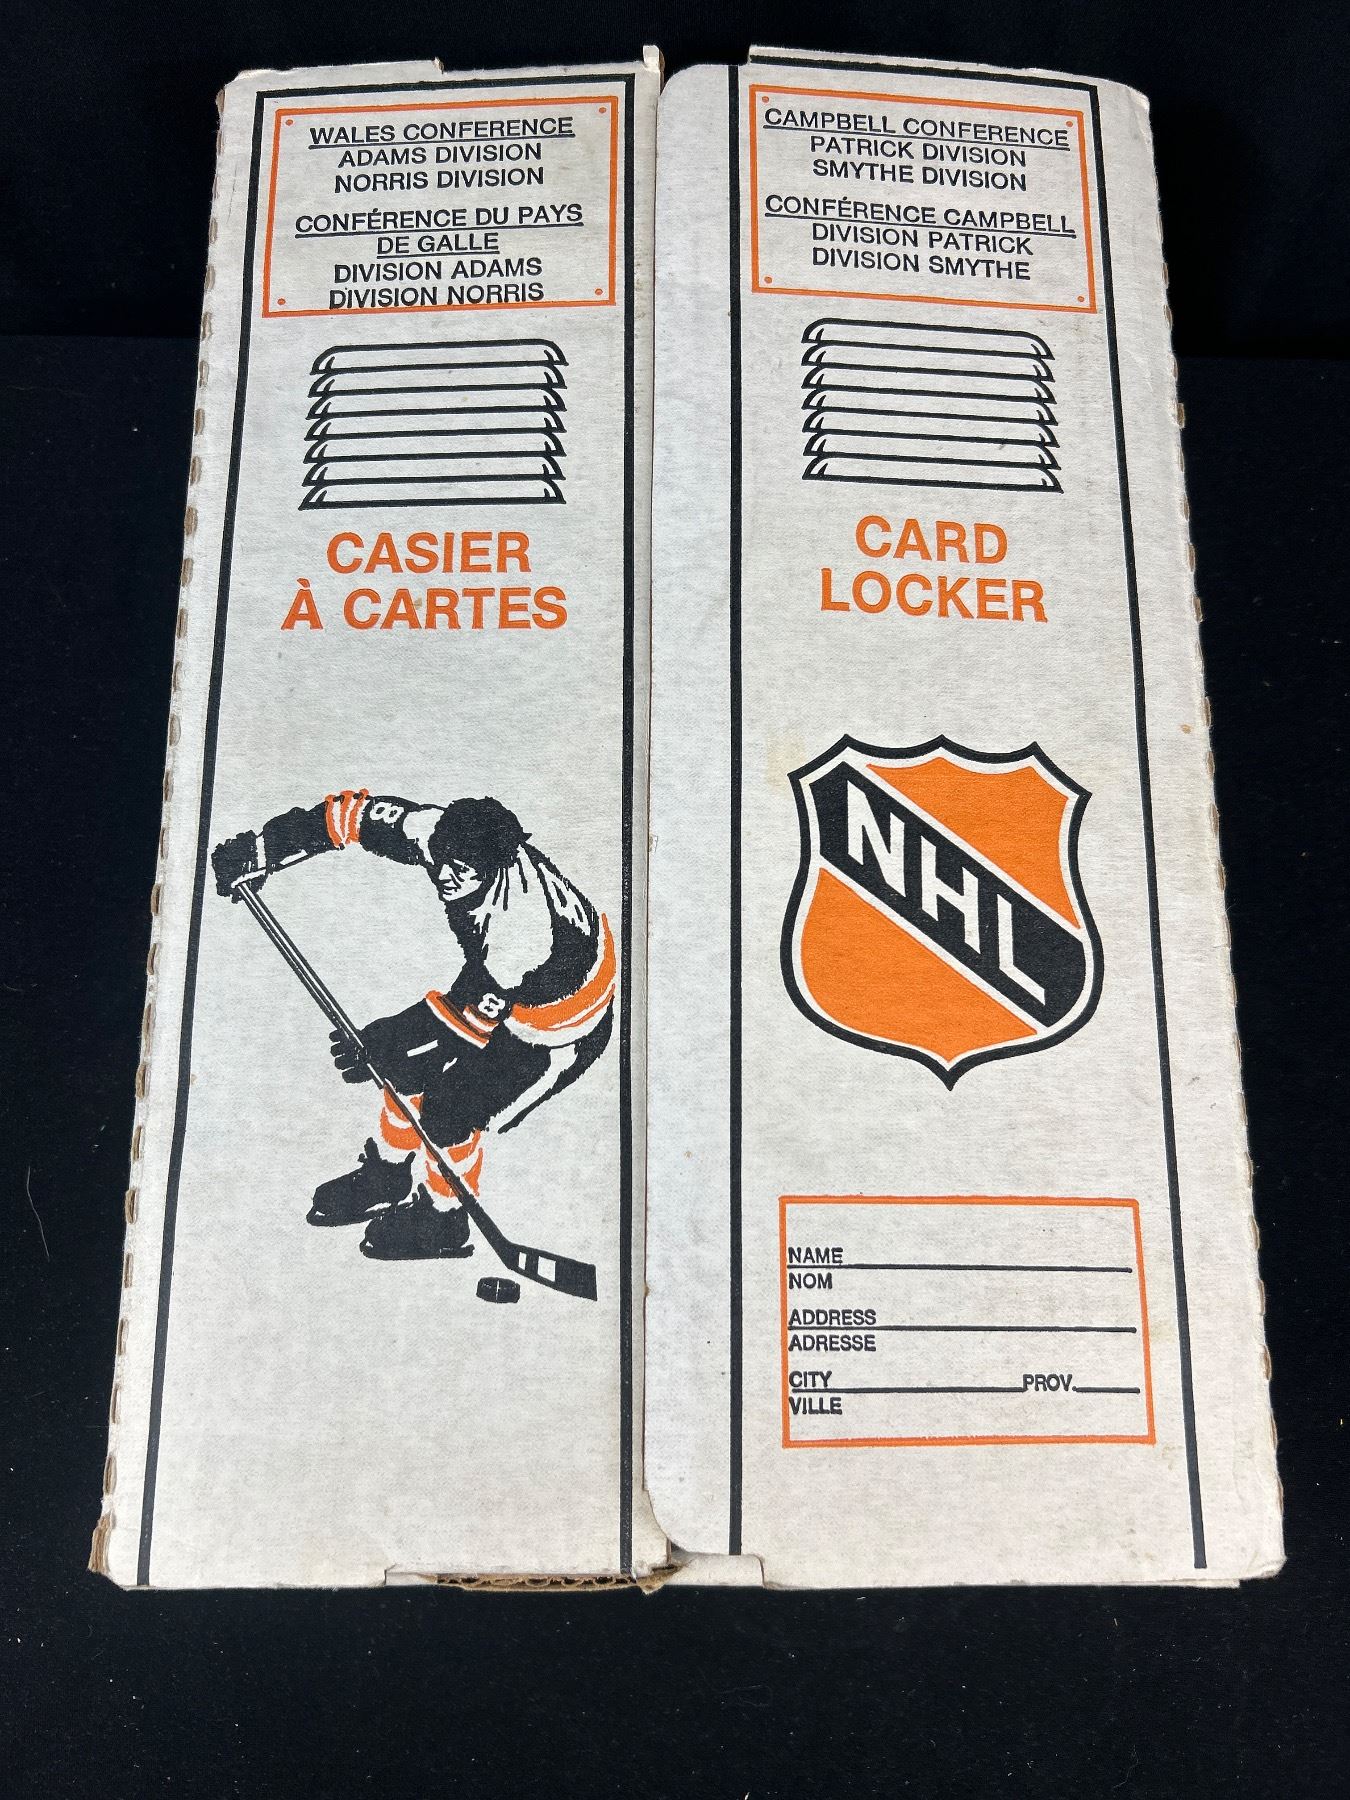 WALES CONFERENCE
ADAMS DIVISION
NORRIS DIVISION
CONFÉRENCE DU PAYS
DE GALLE
DIVISION ADAMS
DIVISION NORRIS
CASIER
À CARTES
8
8
8
CAMPBELL CONFERENCE
PATRICK DIVISION
SMYTHE DIVISION
CONFÉRENCE CAMPBELL
DIVISION PATRICK
DIVISION SMYTHE
CARD
LOCKER
NHL
NAME
NOM
ADDRESS
ADRESSE
CITY PROV.
VILLE